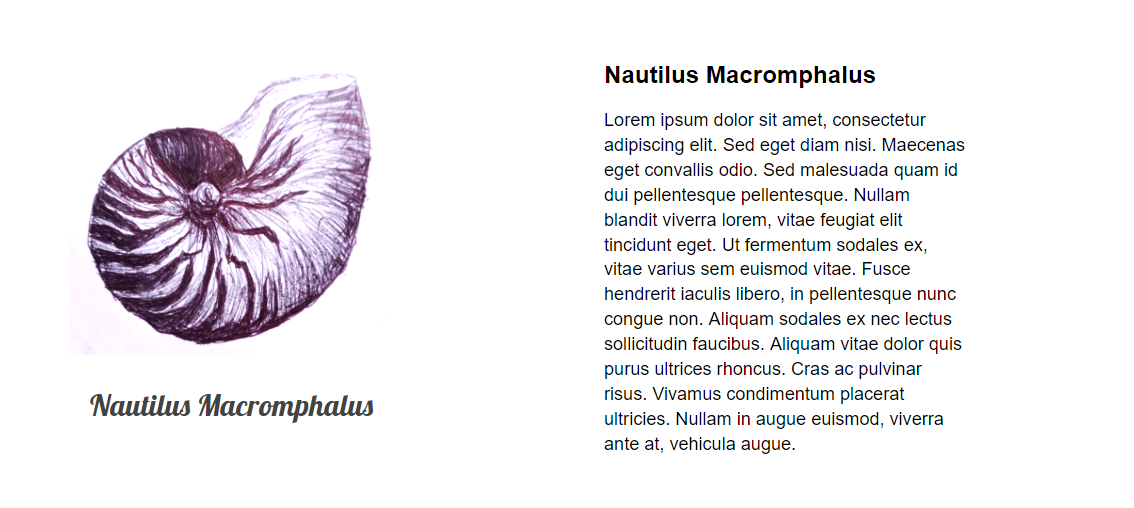 Nautilus Macromphalus
Nautilus Macromphalus
Lorem ipsum dolor sit amet, consectetur
adipiscing elit. Sed eget diam nisi. Maecenas
eget convallis odio. Sed malesuada quam id
dui pellentesque pellentesque. Nullam
blandit viverra lorem, vitae feugiat elit
tincidunt eget. Ut fermentum sodales ex,
vitae varius sem euismod vitae. Fusce
hendrerit iaculis libero, in pellentesque nunc
congue non. Aliquam sodales ex nec lectus
sollicitudin faucibus. Aliquam vitae dolor quis
purus ultrices rhoncus. Cras ac pulvinar
risus. Vivamus condimentum placerat
ultricies. Nullam in augue euismod, viverra
ante at, vehicula augue.